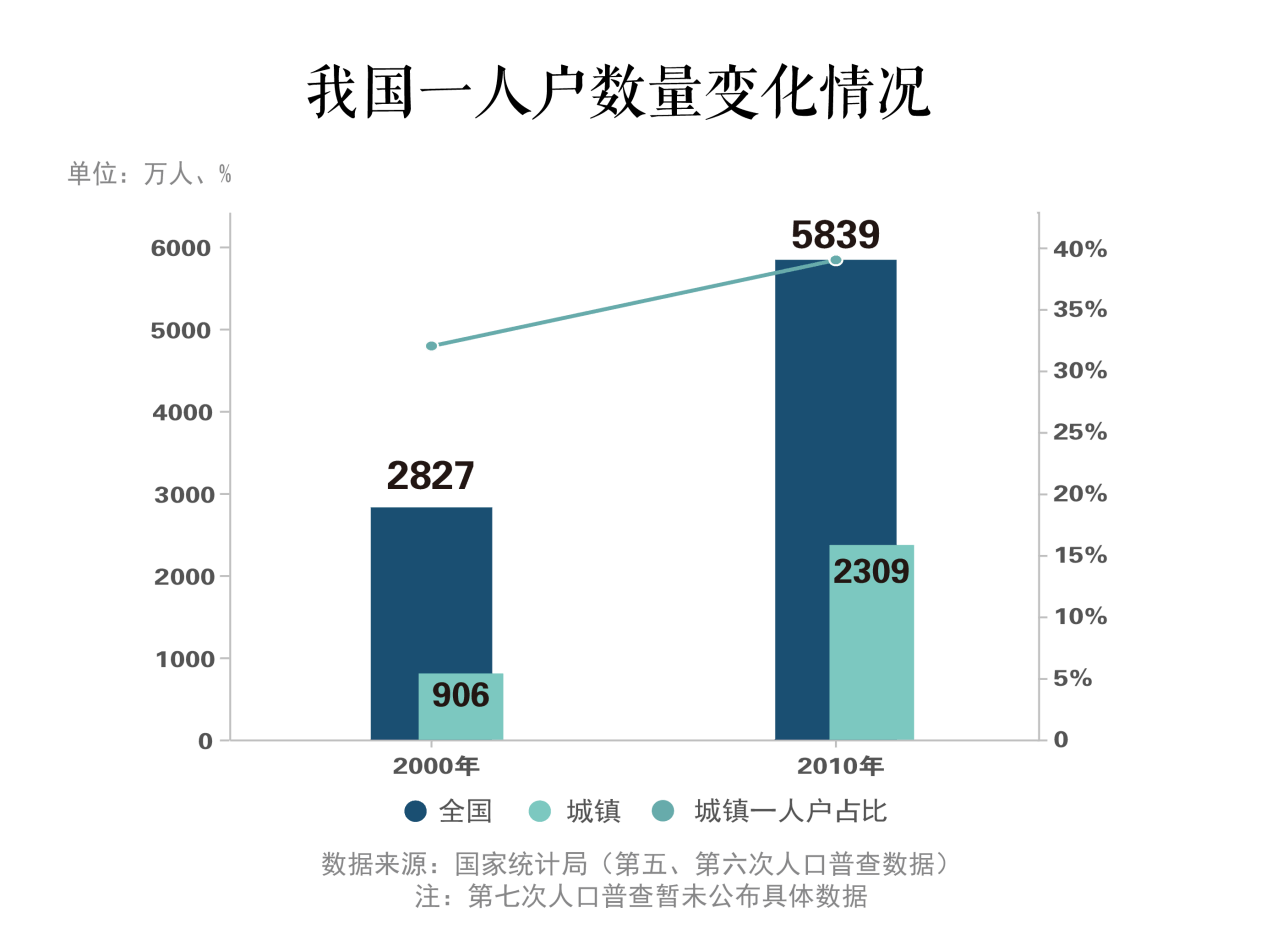 我国一人户数量变化情况
单位：万人、%
6000
5000
4000
3000
2000
1000
0
40%
35%
30%
25%
20%
15%
10%
5%
0
2827
906
5839
2309
2000年
2010年
全国 城镇 城镇一人户占比
数据来源：国家统计局（第五、第六次人口普查数据）
注：第七次人口普查暂未公布具体数据